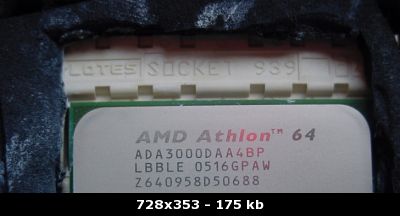 LOTES SOCKET 939
AMD Athlon™ 64
ADA3000DAA4BP
LBBLE 0516GPAW
Z640958D50688
728x353 - 175 kb